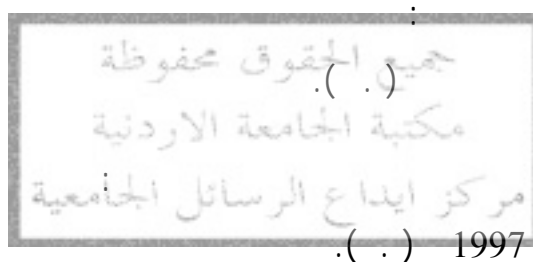 :
جميع الحقوق محفوظة
.( . ).
مكتبة الجامعة الاردنية
مركز ايداع الرسائل الجامعية
.( . ) 1997